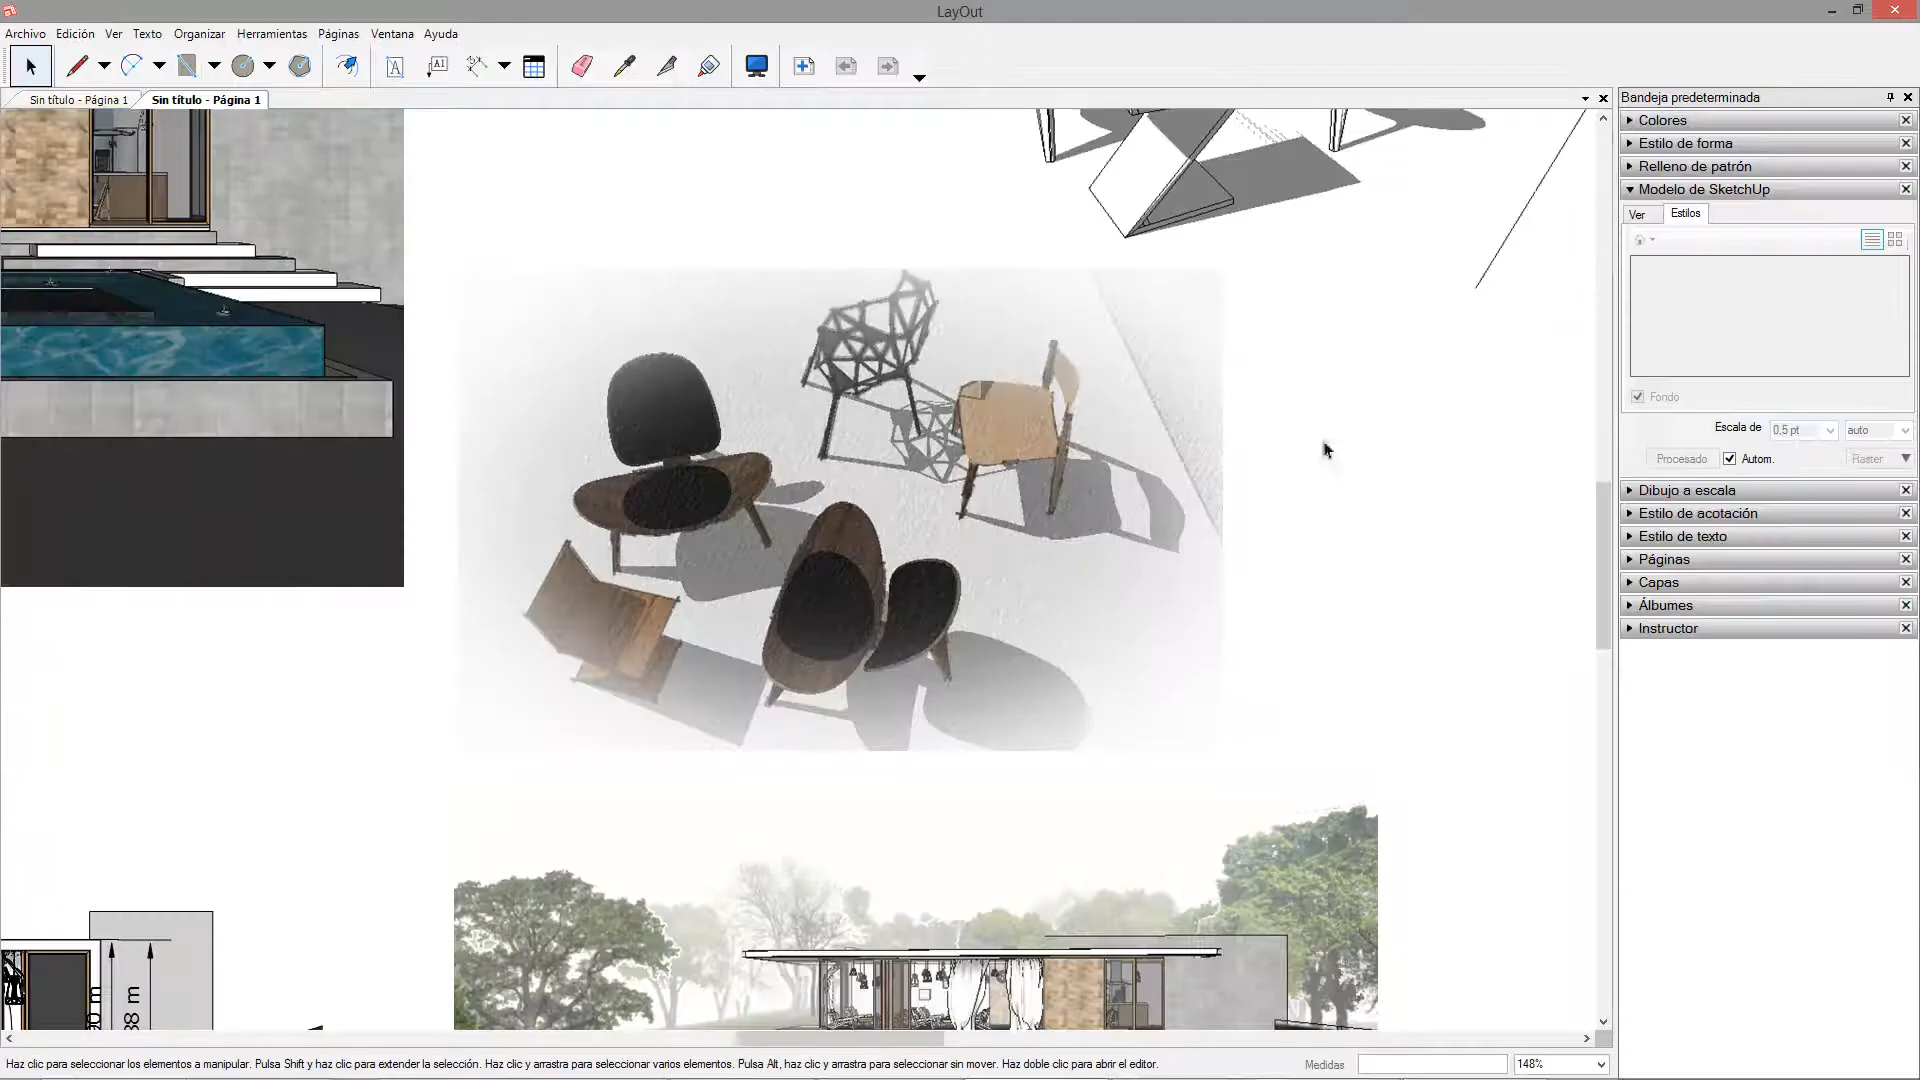 LayOut
Archivo Edición Ver Texto Organizar Herramientas Páginas Ventana Ayuda
A A1
Sin título - Página 1 Sin título - Página 1
Bandeja predeterminada
Colores
Estilo de forma
Relleno de patrón
Modelo de SketchUp
Ver Estilos
Fondo
Escala de 0,5 pt auto
Procesado Autom. Raster
Dibujo a escala
Estilo de acotación
Estilo de texto
Páginas
Capas
Álbumes
Instructor
Haz clic para seleccionar los elementos a manipular. Pulsa Shift y haz clic para extender la selección. Haz clic y arrastra para seleccionar varios elementos. Pulsa Alt, haz clic y arrastra para seleccionar sin mover. Haz doble clic para abrir el editor.
Medidas 148%